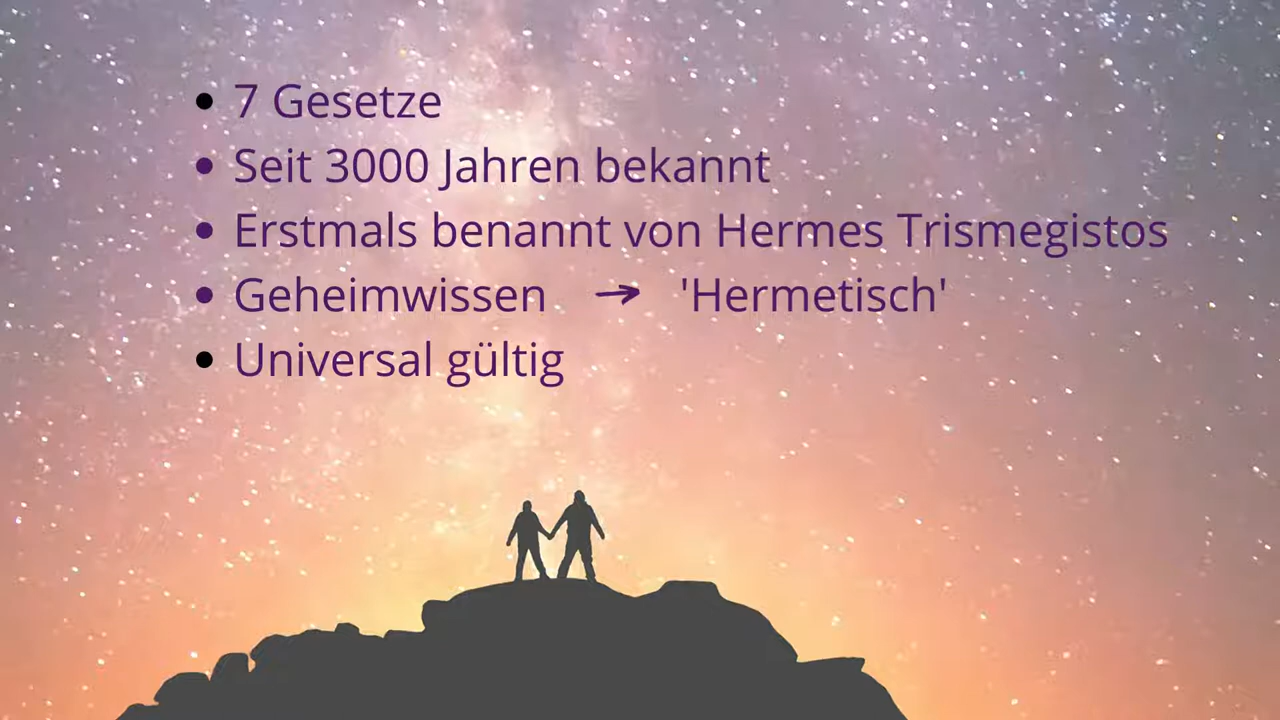 • 7 Gesetze
• Seit 3000 Jahren bekannt
• Erstmals benannt von Hermes Trismegistos
• Geheimwissen → 'Hermetisch'
• Universal gültig